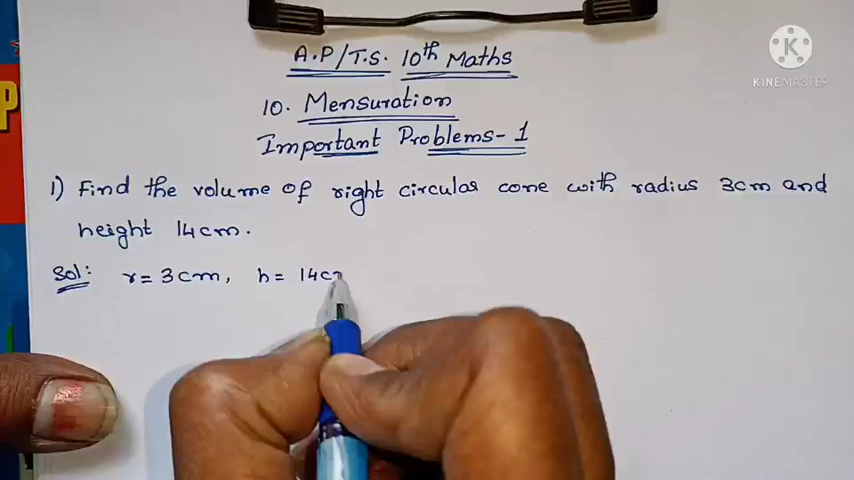 A.P/T.S. 10th Maths
10. Mensuration
Important Problems-1
1) Find the volume of right circular cone with radius 3cm and
height 14cm.
Sol: r = 3cm, h = 14c
KINEMASTER